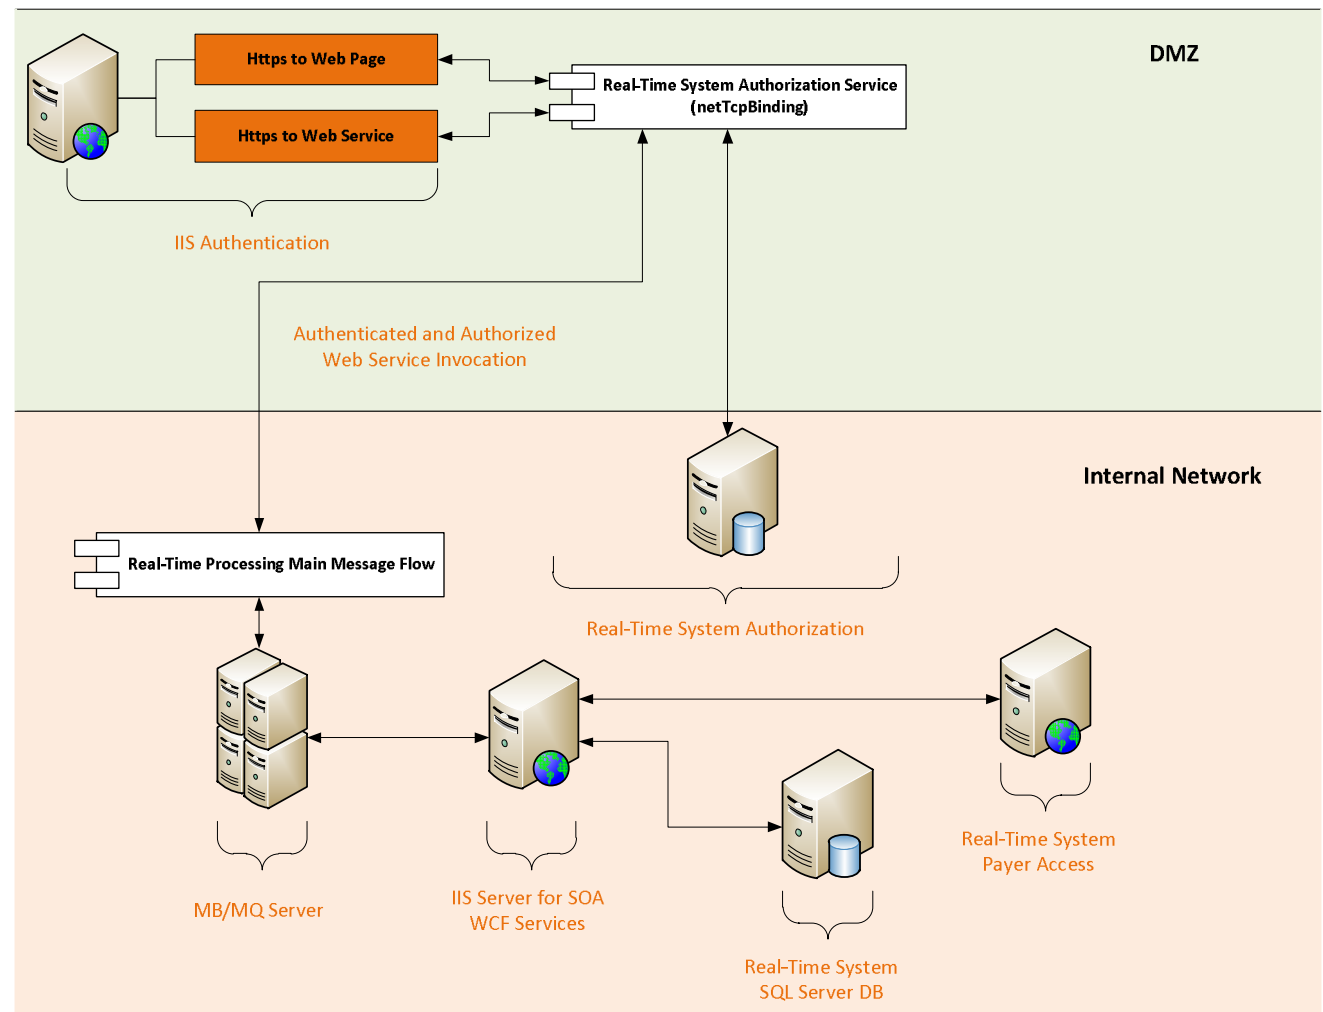 DMZ
Https to Web Page
Real-Time System Authorization Service
(netTcpBinding)
Https to Web Service
IIS Authentication
Authenticated and Authorized
Web Service Invocation
Internal Network
Real-Time Processing Main Message Flow
Real-Time System Authorization
Real-Time System
Payer Access
IIS Server for SOA
WCF Services
MB/MQ Server
Real-Time System
SQL Server DB